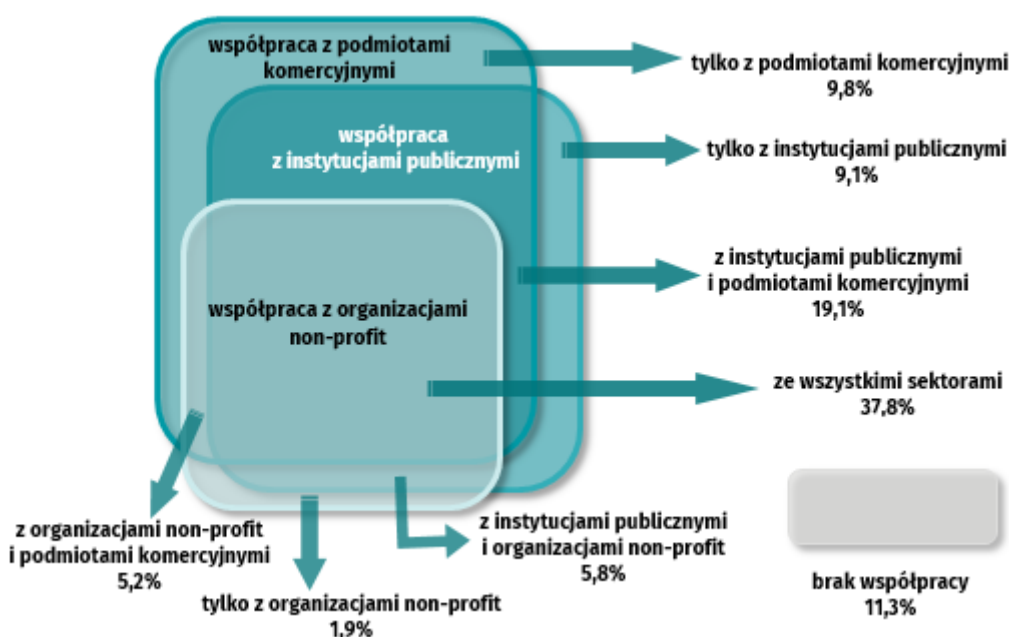 współpraca z podmiotami
komercyjnymi
tylko z podmiotami komercyjnymi
9,8%
współpraca
z instytucjami publicznymi
tylko z instytucjami publicznymi
9,1%
z instytucjami publicznymi
i podmiotami komercyjnymi
19,1%
współpraca z organizacjami
non-profit
ze wszystkimi sektorami
37,8%
z organizacjami non-profit
i podmiotami komercyjnymi
5,2%
tylko z organizacjami non-profit
1,9%
z instytucjami publicznymi
i organizacjami non-profit
5,8%
brak współpracy
11,3%